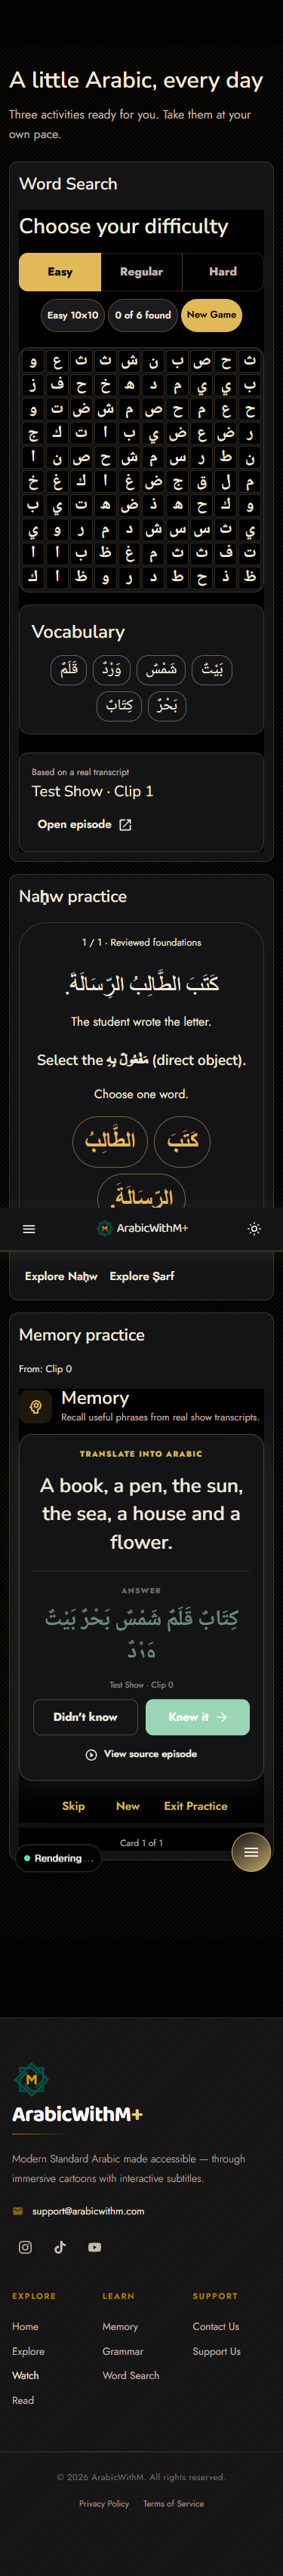 A little Arabic, every day
Three activities ready for you. Take them at your
own pace.
Word Search
Choose your difficulty
Easy Regular Hard
Easy 10×10 0 of 6 found New Game
و ع ث ث ش ن ب ص ح ث
ز ف ح خ ه د م ي ي ب
و ت ض ش م ص ح م ع ح
ج ك ت ا ب ي ض ع ض ر
ا ن ص ح ش م س ر ط ن
خ غ ك ا غ ض ج ق ل م
ب ي ت ه ض ذ ه ح ك و
ي و ر م د ش س س ث ي
ا ا ب ظ غ م ث ث ف ت
ك ا ظ و ر د ط ح ذ ظ
Vocabulary
بَيْتٌ شَمْسٌ وَرْدٌ قَلَمٌ
بَحْرٌ كِتَابٌ
Based on a real transcript
Test Show · Clip 1
Open episode
Naḥw practice
1 / 1 · Reviewed foundations
كَتَبَ الطَّالِبُ الرِّسَالَةَ.
The student wrote the letter.
Select the مَفْعُولٌ بِهِ (direct object).
Choose one word.
كَتَبَ الطَّالِبُ
الرِّسَالَةَ.
ArabicWithM+
Explore Naḥw Explore Ṣarf
Memory practice
From: Clip 0
Memory
Recall useful phrases from real show transcripts.
TRANSLATE INTO ARABIC
A book, a pen, the sun,
the sea, a house and a
flower.
ANSWER
كِتَابٌ قَلَمٌ شَمْسٌ بَحْرٌ بَيْتٌ
وَرْدٌ
Test Show · Clip 0
Didn't know Knew it
View source episode
Skip New Exit Practice
Card 1 of 1
Rendering...
M
ArabicWithM+
Modern Standard Arabic made accessible — through
immersive cartoons with interactive subtitles.
support@arabicwithm.com
EXPLORE LEARN SUPPORT
Home Memory Contact Us
Explore Grammar Support Us
Watch Word Search
Read
© 2026 ArabicWithM. All rights reserved.
Privacy Policy Terms of Service